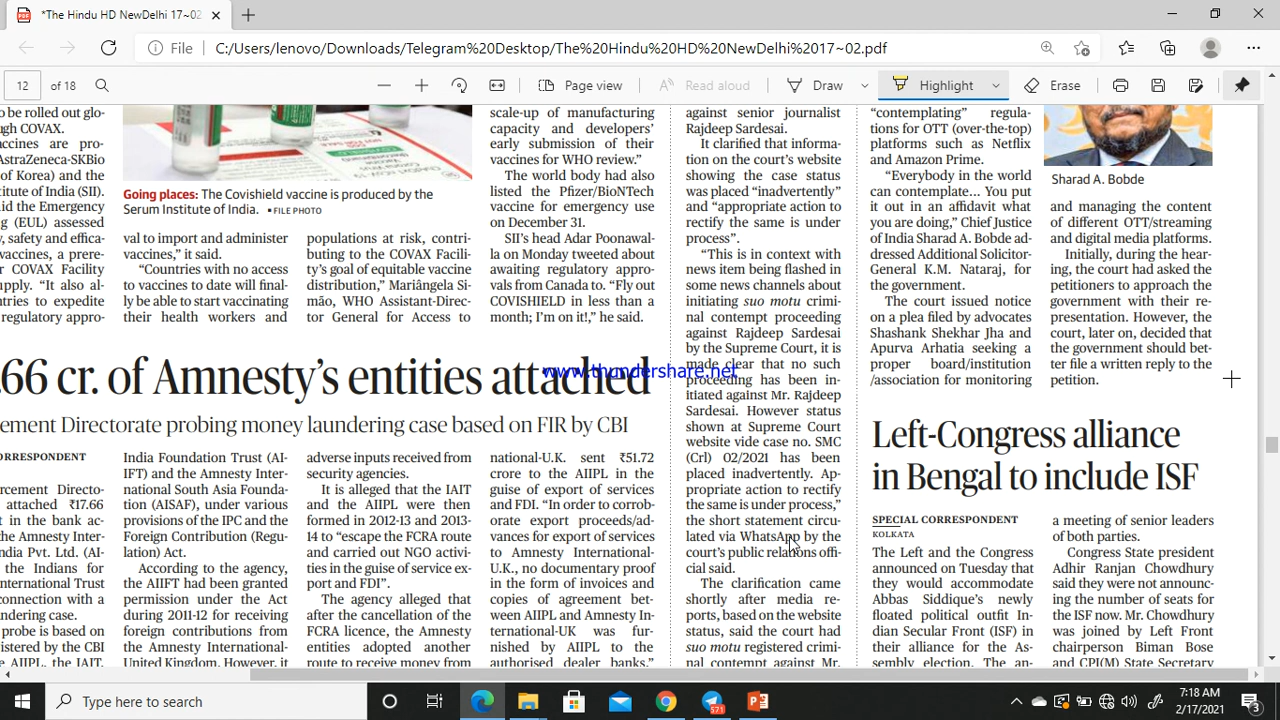 *The Hindu HD NewDelhi 17~02
File
C:/Users/lenovo/Downloads/Telegram%20Desktop/The%20Hindu%20HD%20NewDelhi%2017~02.pdf
12
of 18
Page view
Read aloud
Draw
Highlight
Erase
o be rolled out glo-
ugh COVAX.
accines are pro-
AstraZeneca-SKBio
of Korea) and the
titute of India (SII).
id the Emergency
g (EUL) assessed
y, safety and effica-
vaccines, a prere-
r COVAX Facility
pply. “It also al-
ntries to expedite
regulatory appro-
Going places: The Covishield vaccine is produced by the
Serum Institute of India. ▪FILE PHOTO
val to import and administer
vaccines,” it said.
“Countries with no access
to vaccines to date will final-
ly be able to start vaccinating
their health workers and
populations at risk, contri-
buting to the COVAX Facili-
ty’s goal of equitable vaccine
distribution,” Mariângela Si-
mão, WHO Assistant-Direc-
tor General for Access to
scale-up of manufacturing
capacity and developers’
early submission of their
vaccines for WHO review.”
The world body had also
listed the Pfizer/BioNTech
vaccine for emergency use
on December 31.
SII’s head Adar Poonawal-
la on Monday tweeted about
awaiting regulatory appro-
vals from Canada to. “Fly out
COVISHIELD in less than a
month; I’m on it!,” he said.
.66 cr. of Amnesty’s entities attached
www.thundershare.net
ement Directorate probing money laundering case based on FIR by CBI
ORRESPONDENT
rcement Directo-
attached ₹17.66
t in the bank ac-
he Amnesty Inter-
ndia Pvt. Ltd. (AI-
the Indians for
nternational Trust
connection with a
ndering case.
probe is based on
istered by the CBI
e AIIPL, the IAIT,
India Foundation Trust (AI-
IFT) and the Amnesty Inter-
national South Asia Founda-
tion (AISAF), under various
provisions of the IPC and the
Foreign Contribution (Regu-
lation) Act.
According to the agency,
the AIIFT had been granted
permission under the Act
during 2011-12 for receiving
foreign contributions from
the Amnesty International-
United Kingdom. However, it
adverse inputs received from
security agencies.
It is alleged that the IAIT
and the AIIPL were then
formed in 2012-13 and 2013-
14 to “escape the FCRA route
and carried out NGO activi-
ties in the guise of service ex-
port and FDI”.
The agency alleged that
after the cancellation of the
FCRA licence, the Amnesty
entities adopted another
route to receive money from
national-U.K. sent ₹51.72
crore to the AIIPL in the
guise of export of services
and FDI. “In order to corrob-
orate export proceeds/ad-
vances for export of services
to Amnesty International-
U.K., no documentary proof
in the form of invoices and
copies of agreement bet-
ween AIIPL and Amnesty In-
ternational-UK was fur-
nished by AIIPL to the
authorised dealer banks,”
against senior journalist
Rajdeep Sardesai.
It clarified that informa-
tion on the court’s website
showing the case status
was placed “inadvertently”
and “appropriate action to
rectify the same is under
process”.
“This is in context with
news item being flashed in
some news channels about
initiating suo motu crimi-
nal contempt proceeding
against Rajdeep Sardesai
by the Supreme Court, it is
made clear that no such
proceeding has been in-
itiated against Mr. Rajdeep
Sardesai. However status
shown at Supreme Court
website vide case no. SMC
(Crl) 02/2021 has been
placed inadvertently. Ap-
propriate action to rectify
the same is under process,”
the short statement circu-
lated via WhatsApp by the
court’s public relations offi-
cial said.
The clarification came
shortly after media re-
ports, based on the website
status, said the court had
suo motu registered crimi-
nal contempt against Mr.
“contemplating” regula-
tions for OTT (over-the-top)
platforms such as Netflix
and Amazon Prime.
“Everybody in the world
can contemplate... You put
it out in an affidavit what
you are doing,” Chief Justice
of India Sharad A. Bobde ad-
dressed Additional Solicitor-
General K.M. Nataraj, for
the government.
The court issued notice
on a plea filed by advocates
Shashank Shekhar Jha and
Apurva Arhatia seeking a
proper board/institution
/association for monitoring
Sharad A. Bobde
and managing the content
of different OTT/streaming
and digital media platforms.
Initially, during the hear-
ing, the court had asked the
petitioners to approach the
government with their re-
presentation. However, the
court, later on, decided that
the government should bet-
ter file a written reply to the
petition.
Left-Congress alliance
in Bengal to include ISF
SPECIAL CORRESPONDENT
KOLKATA
The Left and the Congress
announced on Tuesday that
they would accommodate
Abbas Siddique’s newly
floated political outfit In-
dian Secular Front (ISF) in
their alliance for the As-
sembly election. The an-
a meeting of senior leaders
of both parties.
Congress State president
Adhir Ranjan Chowdhury
said they were not announc-
ing the number of seats for
the ISF now. Mr. Chowdhury
was joined by Left Front
chairperson Biman Bose
and CPI(M) State Secretary
Type here to search
571
7:18 AM
2/17/2021
3